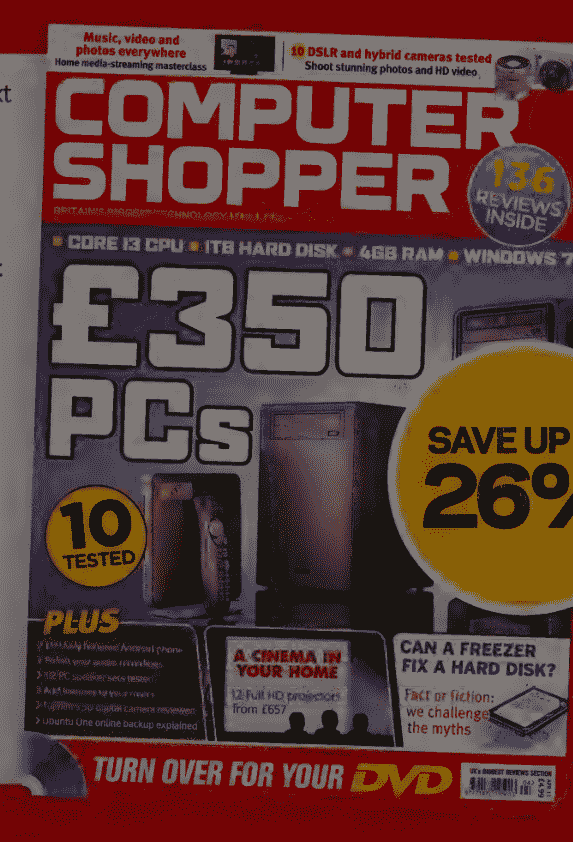 Music, video and
photos everywhere
Home media-streaming masterclass
10 DSLR and hybrid cameras tested
Shoot stunning photos and HD video
COMPUTER
SHOPPER
136
REVIEWS
INSIDE
CORE I3 CPU • 1TB HARD DISK • 4GB RAM • WINDOWS 7
£350
PCs
SAVE UP
26%
10
TESTED
PLUS
Ubuntu One online backup explained
A CINEMA IN
YOUR HOME
12 Full HD projectors
from £657
CAN A FREEZER
FIX A HARD DISK?
Fact or fiction:
we challenge
the myths
TURN OVER FOR YOUR DVD
UK's BIGGEST REVIEWS SECTION
£4.99